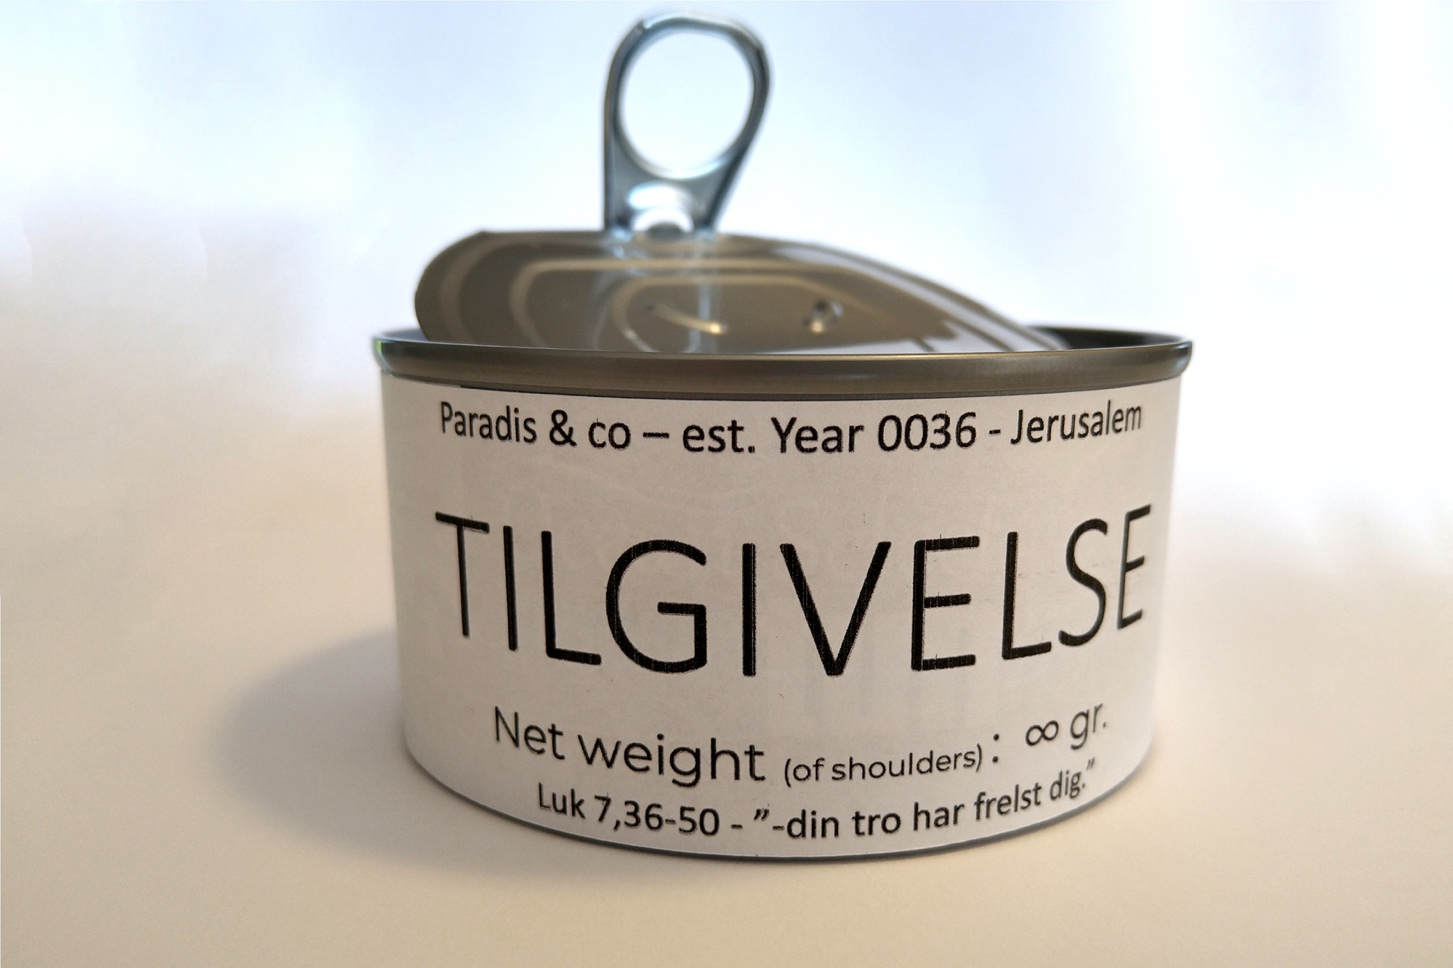 Paradis & co – est. Year 0036 - Jerusalem
TILGIVELSE
Net weight (of shoulders) : ∞ gr.
Luk 7,36-50 - ”-din tro har frelst dig.”